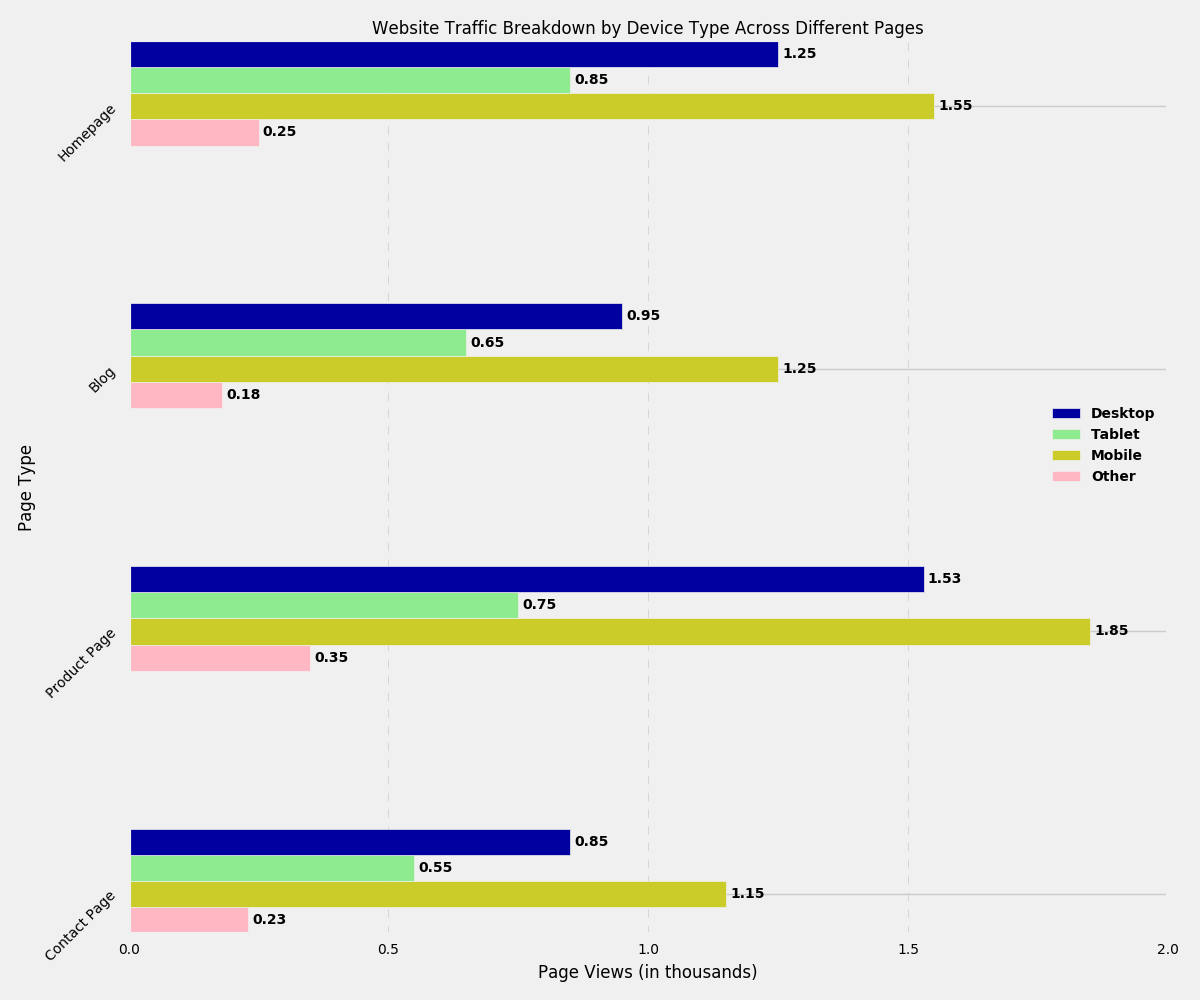 Website Traffic Breakdown by Device Type Across Different Pages
1.25
0.85
Homepage
1.55
0.25
0.95
0.65
Blog
1.25
0.18
Desktop
Tablet
Mobile
Other
Page Type
1.53
0.75
Product Page
1.85
0.35
0.85
0.55
Contact Page
1.15
0.23
0.0 0.5 1.0 1.5 2.0
Page Views (in thousands)